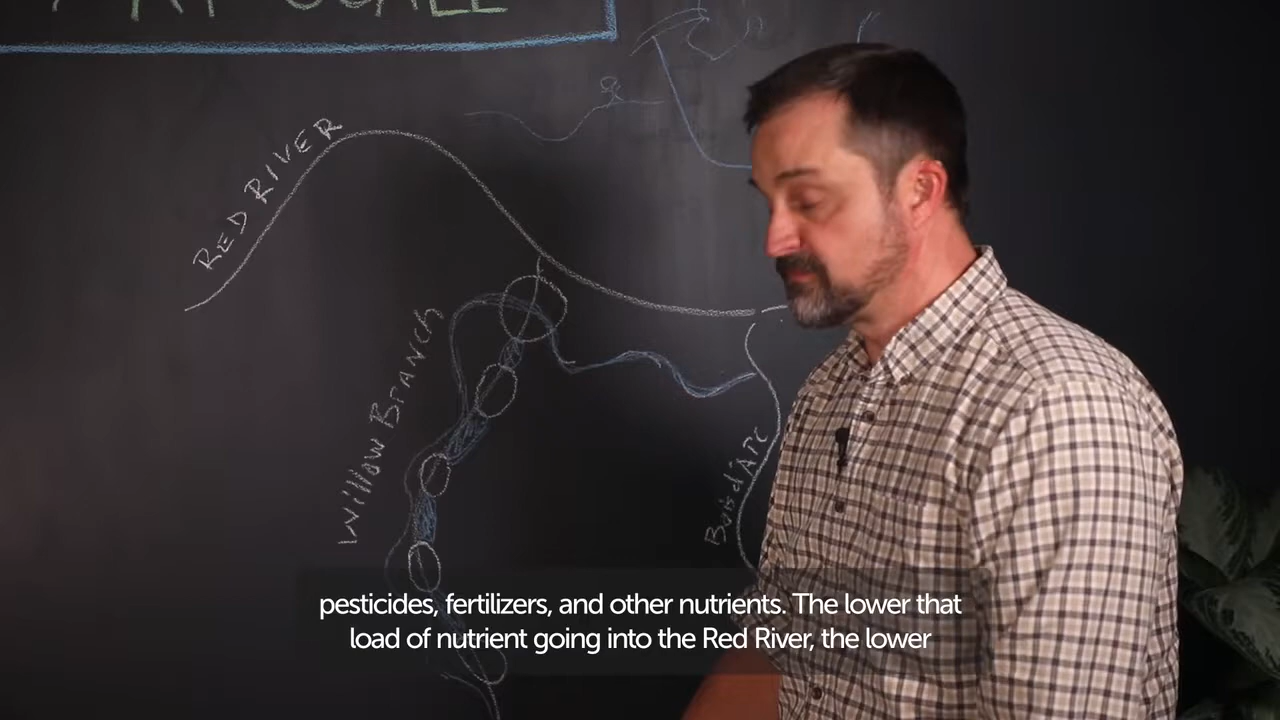 RED RIVER
Willow Branch
Bois d'Arc
pesticides, fertilizers, and other nutrients. The lower that
load of nutrient going into the Red River, the lower